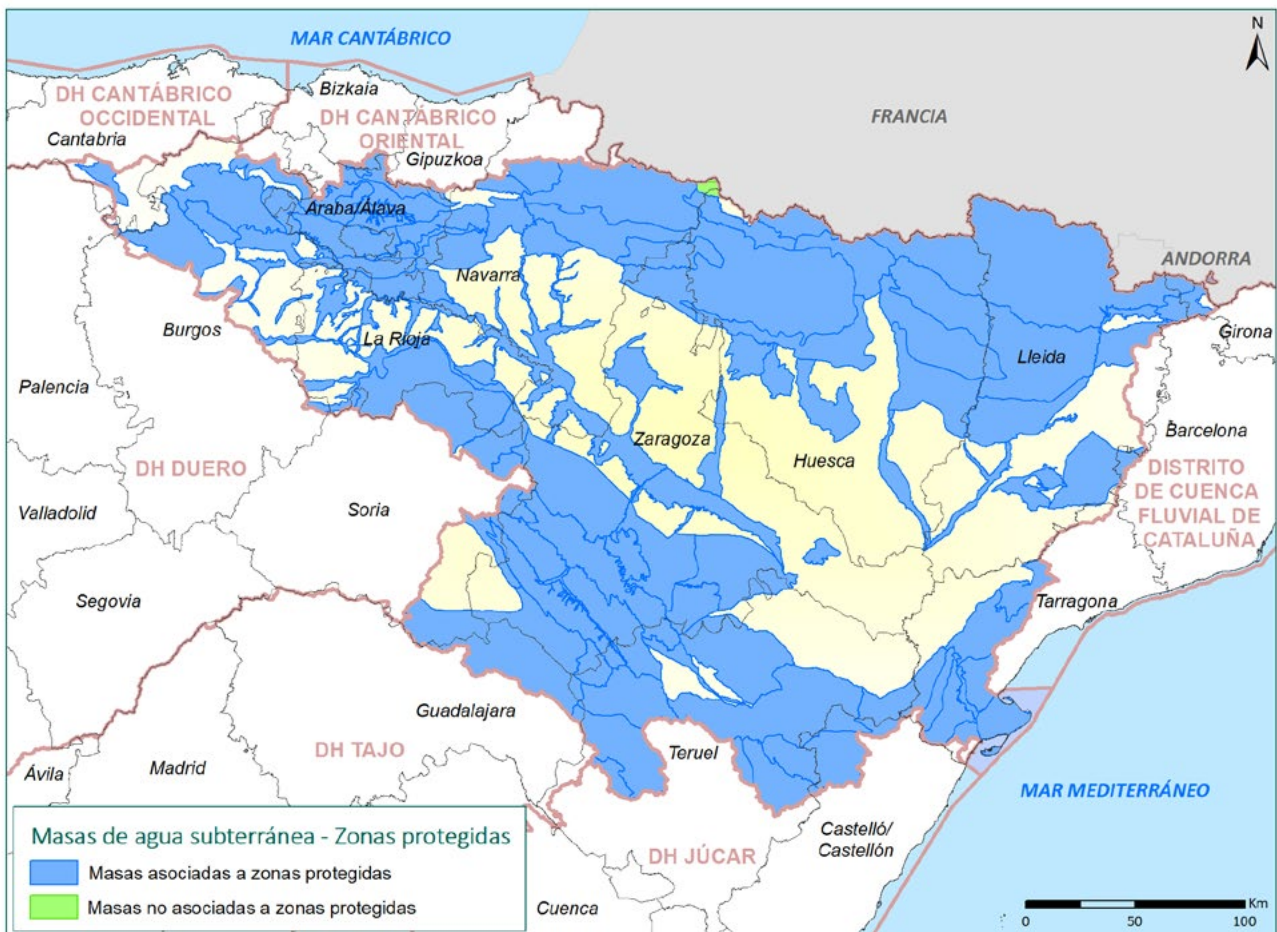 MAR CANTÁBRICO
N
Bizkaia
DH CANTÁBRICO
OCCIDENTAL
DH CANTÁBRICO
ORIENTAL
FRANCIA
Cantabria
Gipuzkoa
Araba/Álava
ANDORRA
Navarra
Burgos
La Rioja
Girona
Lleida
Palencia
Barcelona
Zaragoza
Huesca
DH DUERO
DISTRITO
DE CUENCA
FLUVIAL DE
CATALUÑA
Valladolid
Soria
Segovia
Tarragona
Guadalajara
DH TAJO
Teruel
Ávila
Madrid
MAR MEDITERRÁNEO
Castelló/
Castellón
DH JÚCAR
Cuenca
Masas de agua subterránea - Zonas protegidas
Masas asociadas a zonas protegidas
Masas no asociadas a zonas protegidas
Km
0 50 100